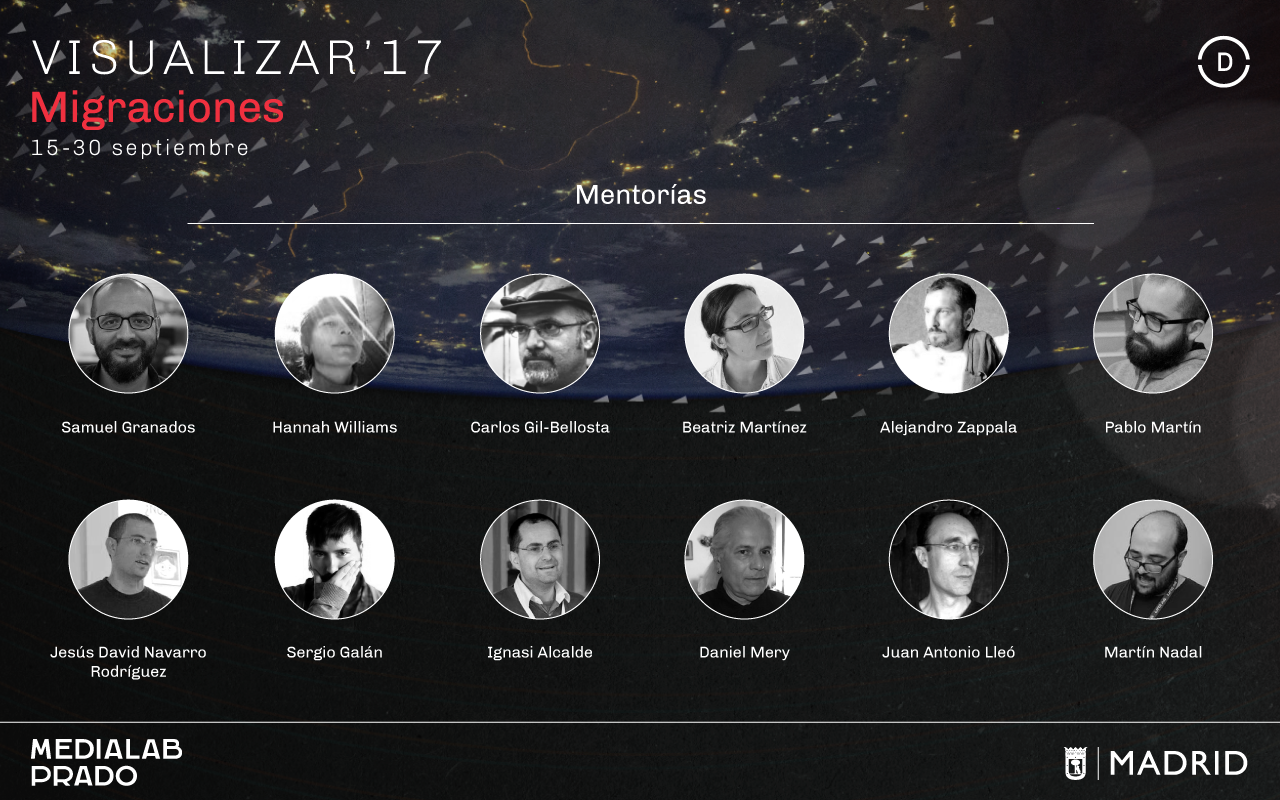 VISUALIZAR'17
Migraciones
15-30 septiembre
D
Mentorías
Samuel Granados
Hannah Williams
Carlos Gil-Bellosta
Beatriz Martínez
Alejandro Zappala
Pablo Martín
Jesús David Navarro
Rodríguez
Sergio Galán
Ignasi Alcalde
Daniel Mery
Juan Antonio Lleó
Martín Nadal
MEDIALAB
PRADO
MADRID